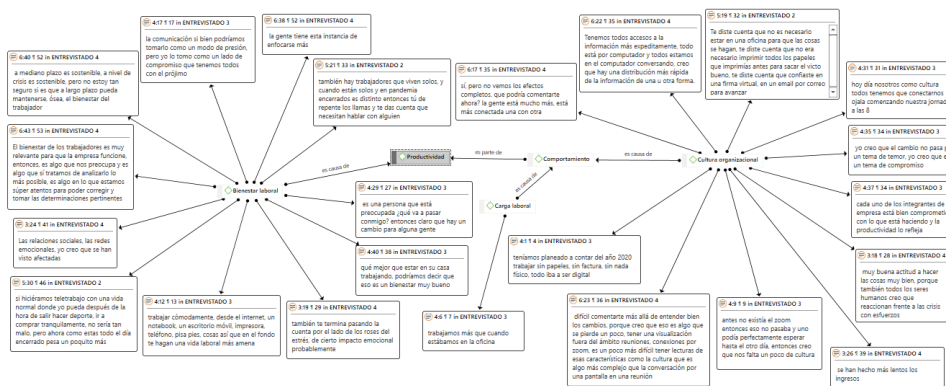 4:17 ¶ 17 in ENTREVISTADO 3
la comunicación si bien podríamos
tomarlo como un modo de presión,
pero yo lo tomo como un lado de
compromiso que tenemos todos
con el prójimo
6:38 ¶ 52 in ENTREVISTADO 4
la gente tiene esta instancia de
enfocarse más
6:40 ¶ 52 in ENTREVISTADO 4
a mediano plazo es sostenible, a nivel de
crisis es sostenible, pero no estoy tan
seguro si es que a largo plazo pueda
mantenerse, ósea, el bienestar del
trabajador
5:21 ¶ 33 in ENTREVISTADO 2
también hay trabajadores que viven solos, y
cuando están solos y en pandemia
encerrados es distinto entonces tú de
repente los llamas y te das cuenta que
necesitan hablar con alguien
6:43 ¶ 53 in ENTREVISTADO 4
El bienestar de los trabajadores es muy
relevante para que la empresa funcione,
entonces, es algo que nos preocupa y es
algo que sí tratamos de analizarlo lo
más posible, es algo en lo que estamos
súper atentos para poder corregir y
tomar las determinaciones pertinentes
3:24 ¶ 41 in ENTREVISTADO 4
Las relaciones sociales, las redes
emocionales, yo creo que se han
visto afectadas
5:30 ¶ 46 in ENTREVISTADO 2
si hiciéramos teletrabajo con una vida
normal donde yo pueda después de la
hora de salir hacer deporte, ir a
comprar tranquilamente, no sería tan
malo, pero ahora como estas todo el día
encerrado pesa un poquito más
4:12 ¶ 13 in ENTREVISTADO 3
trabajar cómodamente, desde el internet, un
notebook, un escritorio móvil, impresora,
teléfono, pisa pies, cosas así que en el fondo
te hagan una vida laboral más amena
3:19 ¶ 29 in ENTREVISTADO 4
también te termina pasando la
cuenta por el lado de los roses del
estrés, de cierto impacto emocional
probablemente
4:29 ¶ 27 in ENTREVISTADO 3
es una persona que está
preocupada ¿qué va a pasar
conmigo? entonces claro que hay un
cambio para alguna gente
4:40 ¶ 38 in ENTREVISTADO 3
qué mejor que estar en su casa
trabajando, podríamos decir que
eso es un bienestar muy bueno
Bienestar laboral
es causa de
Productividad
es parte de
Comportamiento
es causa de
Cultura organizacional
es causa de
Carga laboral
4:6 ¶ 7 in ENTREVISTADO 3
trabajamos más que cuando
estábamos en la oficina
6:22 ¶ 35 in ENTREVISTADO 4
Tenemos todos accesos a la
información más expeditamente, todo
está por computador y todos estamos
en el computador conversando, creo
que hay una distribución más rápida
de la información de una u otra forma.
6:17 ¶ 35 in ENTREVISTADO 4
sí, pero no vemos los efectos
completos. que podría comentarte
ahora? la gente está mucho más, está
más conectada una con otra
5:19 ¶ 32 in ENTREVISTADO 2
Te diste cuenta que no es necesario
estar en una oficina para que las cosas
se hagan, te diste cuenta que no era
necesario imprimir todos los papeles
que imprimías antes para sacar el victo
bueno, te diste cuenta que confiaste en
una firma virtual, en un email por correo
para avanzar
4:31 ¶ 31 in ENTREVISTADO 3
hoy día nosotros como cultura
todos tenemos que conectarnos
ojala comenzando nuestra jornada
a las 8
4:35 ¶ 34 in ENTREVISTADO 3
yo creo que el cambio no pasa p
un tema de temor, yo creo que e
un tema de compromiso
4:37 ¶ 34 in ENTREVISTADO 3
cada uno de los integrantes de
empresa está bien compromet
con lo que está haciendo y la
productividad lo refleja
3:18 ¶ 28 in ENTREVISTADO 4
muy buena actitud a hacer
las cosas muy bien, porque
también todos los seres
humanos creo que
reaccionan frente a las crisis
con esfuerzos
3:26 ¶ 39 in ENTREVISTADO 4
se han hecho más lentos los
ingresos
4:1 ¶ 4 in ENTREVISTADO 3
teníamos planeado a contar del año 2020
trabajar sin papeles, sin factura, sin nada
físico, todo iba a ser digital
6:23 ¶ 36 in ENTREVISTADO 4
difícil comentarte más allá de entender bien
los cambios, porque creo que eso es algo que
se pierde un poco, tener una visualización
fuera del ámbito reuniones, conexiones por
zoom, es un poco más difícil tener lecturas de
esas características como la cultura que es
algo más complejo que la conversación por
una pantalla en una reunión
4:9 ¶ 9 in ENTREVISTADO 3
antes no existía el zoom
entonces eso no pasaba y uno
podía perfectamente esperar
hasta el otro día, entonces creo
que nos falta un poco de cultura